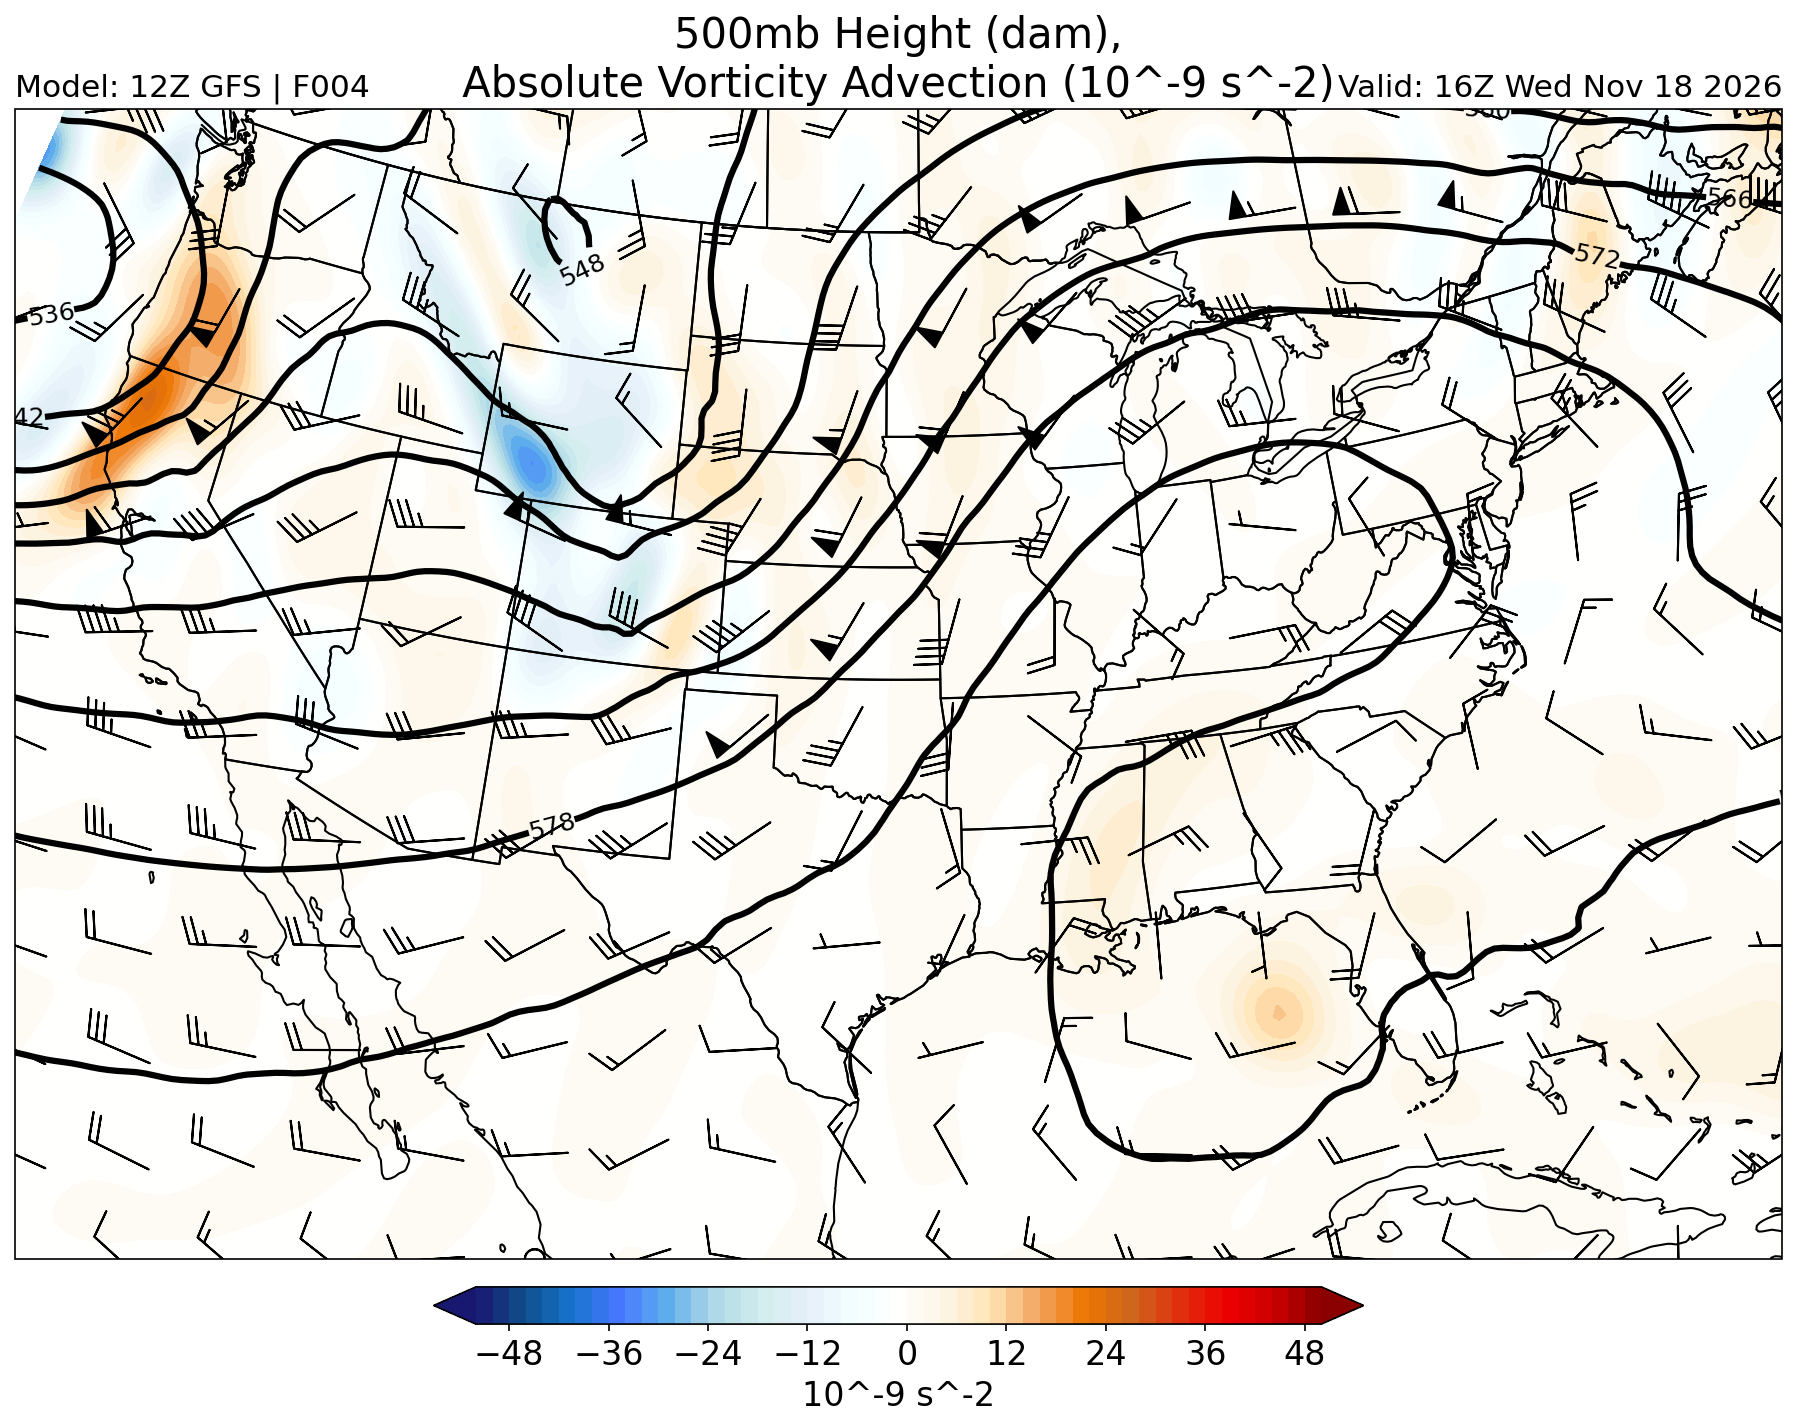 500mb Height (dam),
Model: 12Z GFS | F004
Absolute Vorticity Advection (10^-9 s^-2)
Valid: 16Z Wed Nov 18 2026
566
572
548
536
42
578
−48 −36 −24 −12 0 12 24 36 48
10^-9 s^-2